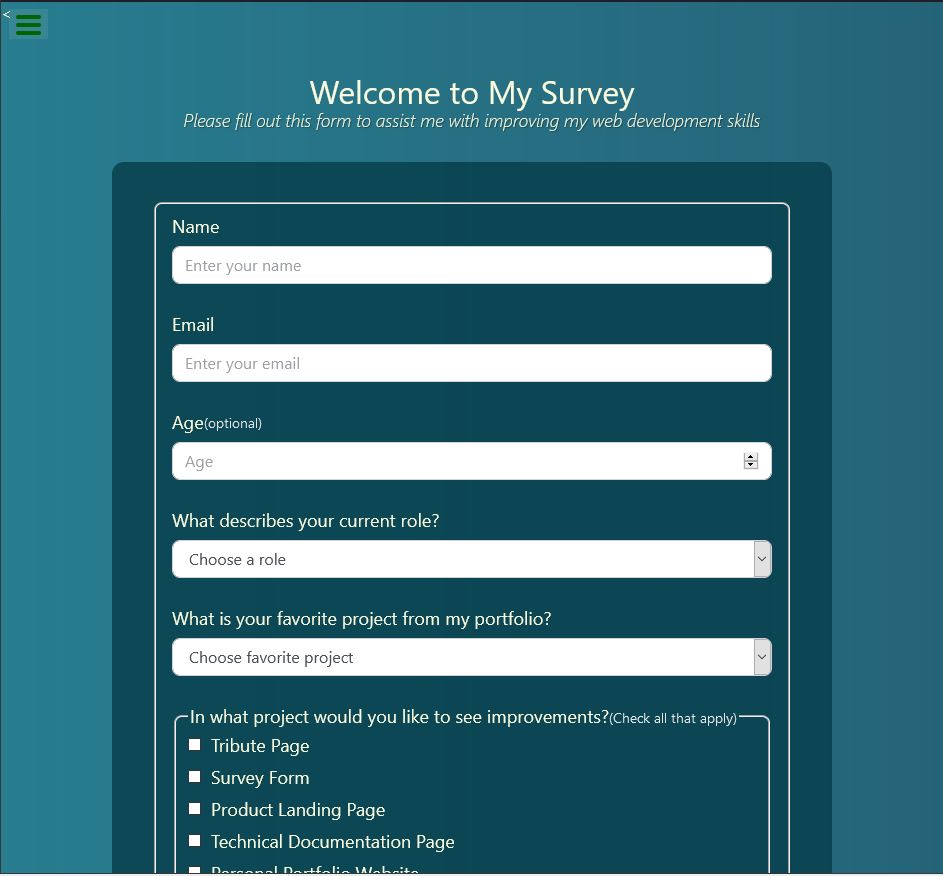 <
Welcome to My Survey
Please fill out this form to assist me with improving my web development skills
Name
Enter your name
Email
Enter your email
Age(optional)
Age
What describes your current role?
Choose a role
What is your favorite project from my portfolio?
Choose favorite project
In what project would you like to see improvements?(Check all that apply)
Tribute Page
Survey Form
Product Landing Page
Technical Documentation Page
Personal Portfolio Website